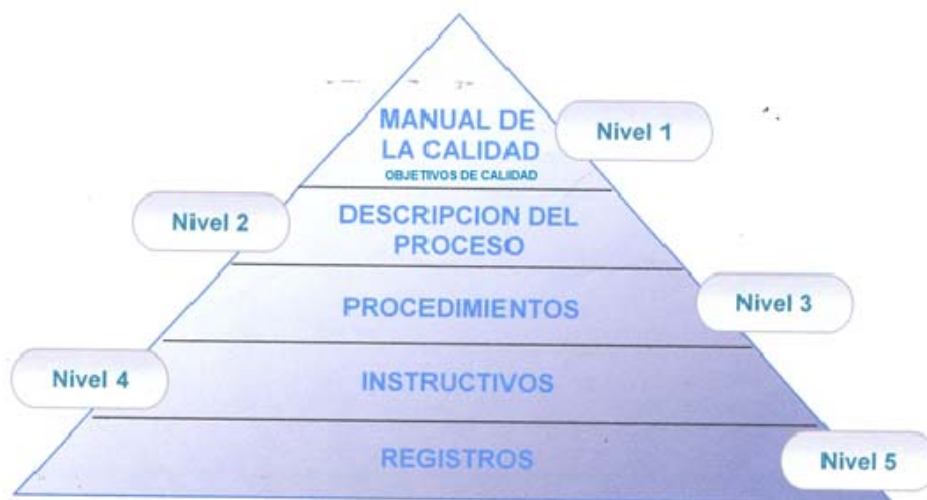 MANUAL DE
LA CALIDAD
OBJETIVOS DE CALIDAD
Nivel 1
Nivel 2
DESCRIPCION DEL
PROCESO
PROCEDIMIENTOS
Nivel 3
Nivel 4
INSTRUCTIVOS
REGISTROS
Nivel 5